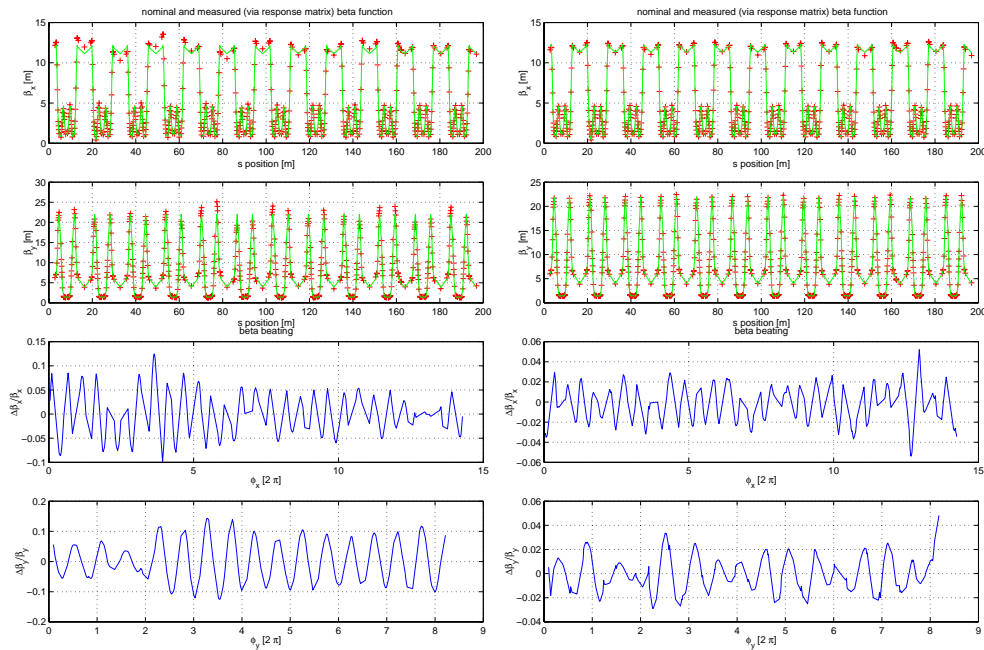 nominal and measured (via response matrix) beta function
15
10
5
0
β_x [m]
0 20 40 60 80 100 120 140 160 180 200
s position [m]
30
25
20
15
10
5
0
β_y [m]
0 20 40 60 80 100 120 140 160 180 200
s position [m]
beta beating
0.15
0.1
0.05
0
−0.05
−0.1
Δβ_x/β_x
0 5 10 15
ϕ_x [2 π]
0.2
0.1
0
−0.1
−0.2
Δβ_y/β_y
0 1 2 3 4 5 6 7 8 9
ϕ_y [2 π]
nominal and measured (via response matrix) beta function
15
10
5
0
β_x [m]
0 20 40 60 80 100 120 140 160 180 200
s position [m]
25
20
15
10
5
0
β_y [m]
0 20 40 60 80 100 120 140 160 180 200
s position [m]
beta beating
0.06
0.04
0.02
0
−0.02
−0.04
−0.06
Δβ_x/β_x
0 5 10 15
ϕ_x [2 π]
0.06
0.04
0.02
0
−0.02
−0.04
Δβ_y/β_y
0 1 2 3 4 5 6 7 8 9
ϕ_y [2 π]